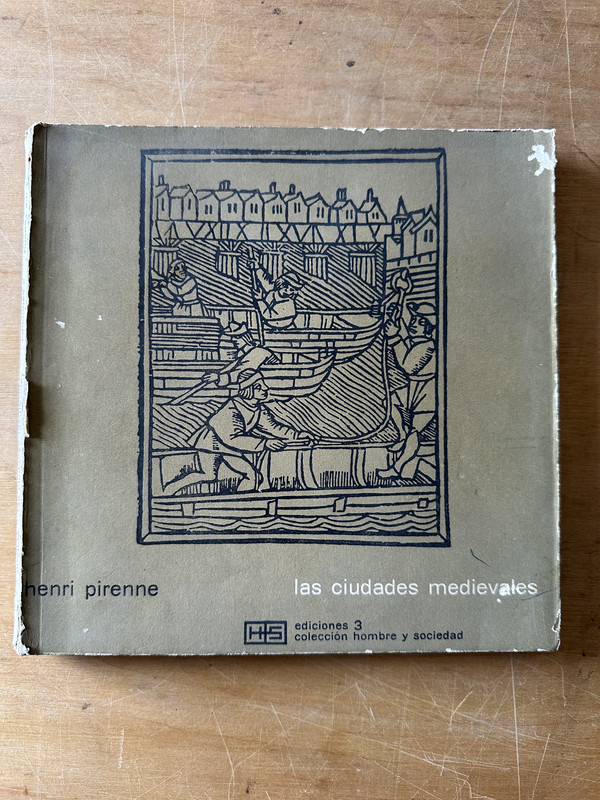 henri pirenne
las ciudades medievales
H+S
ediciones 3
colección hombre y sociedad